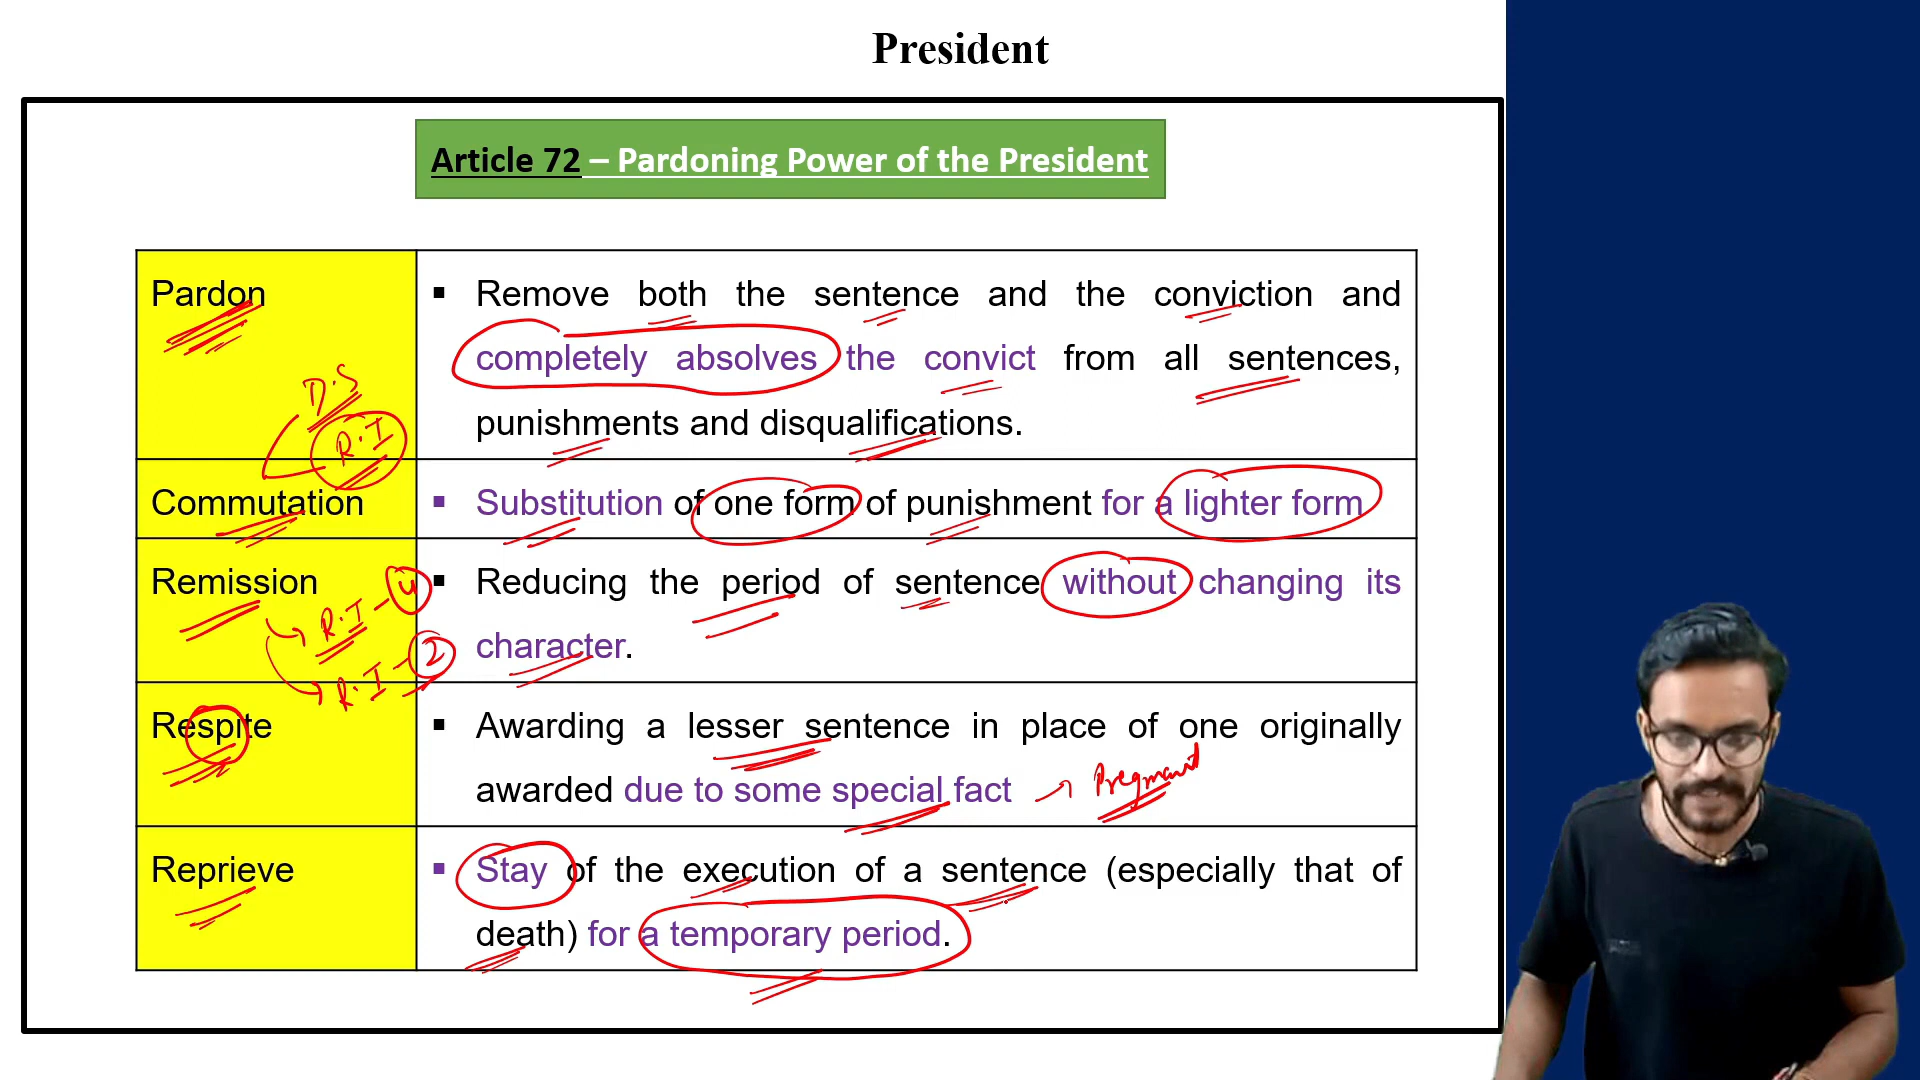 President
Article 72 – Pardoning Power of the President
Pardon
▪ Remove both the sentence and the conviction and
completely absolves the convict from all sentences,
punishments and disqualifications.
D.S
R.I
Commutation
▪ Substitution of one form of punishment for a lighter form
Remission
R.I - 4
R.I - 2
▪ Reducing the period of sentence without changing its
character.
Respite
▪ Awarding a lesser sentence in place of one originally
awarded due to some special fact
Pregnant
Reprieve
▪ Stay of the execution of a sentence (especially that of
death) for a temporary period.